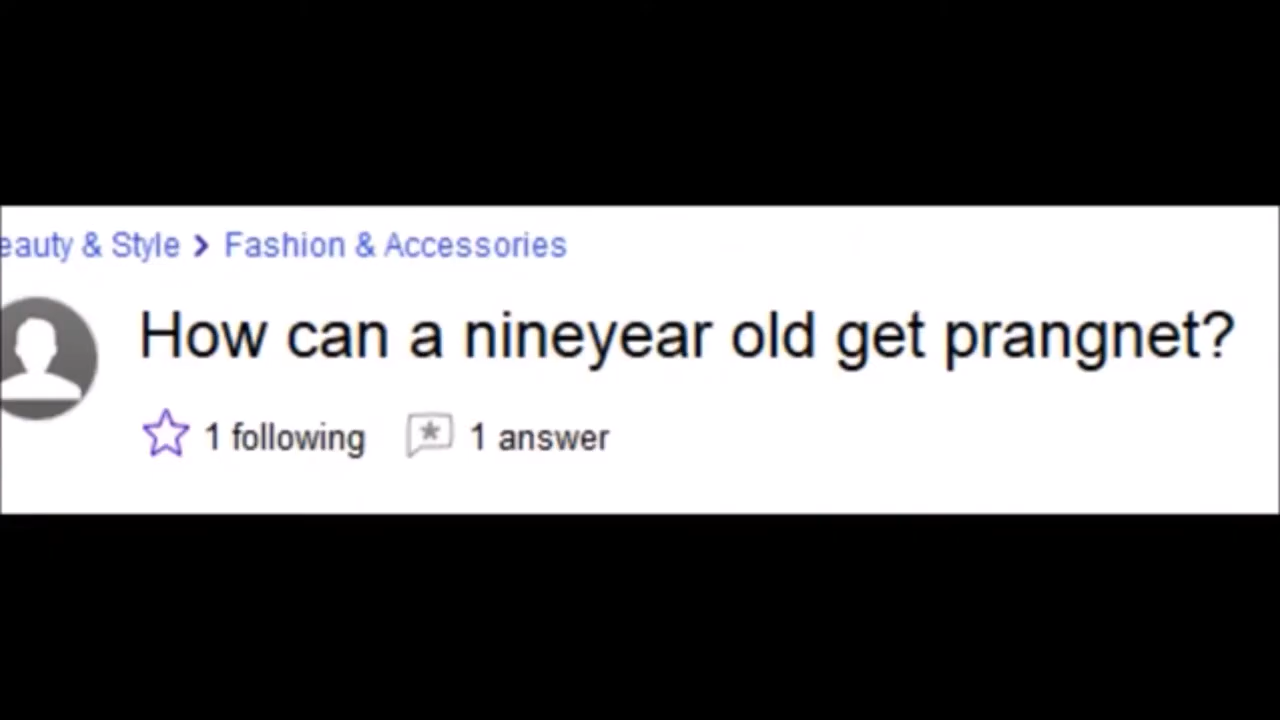 eauty & Style > Fashion & Accessories
How can a nineyear old get prangnet?
1 following 1 answer